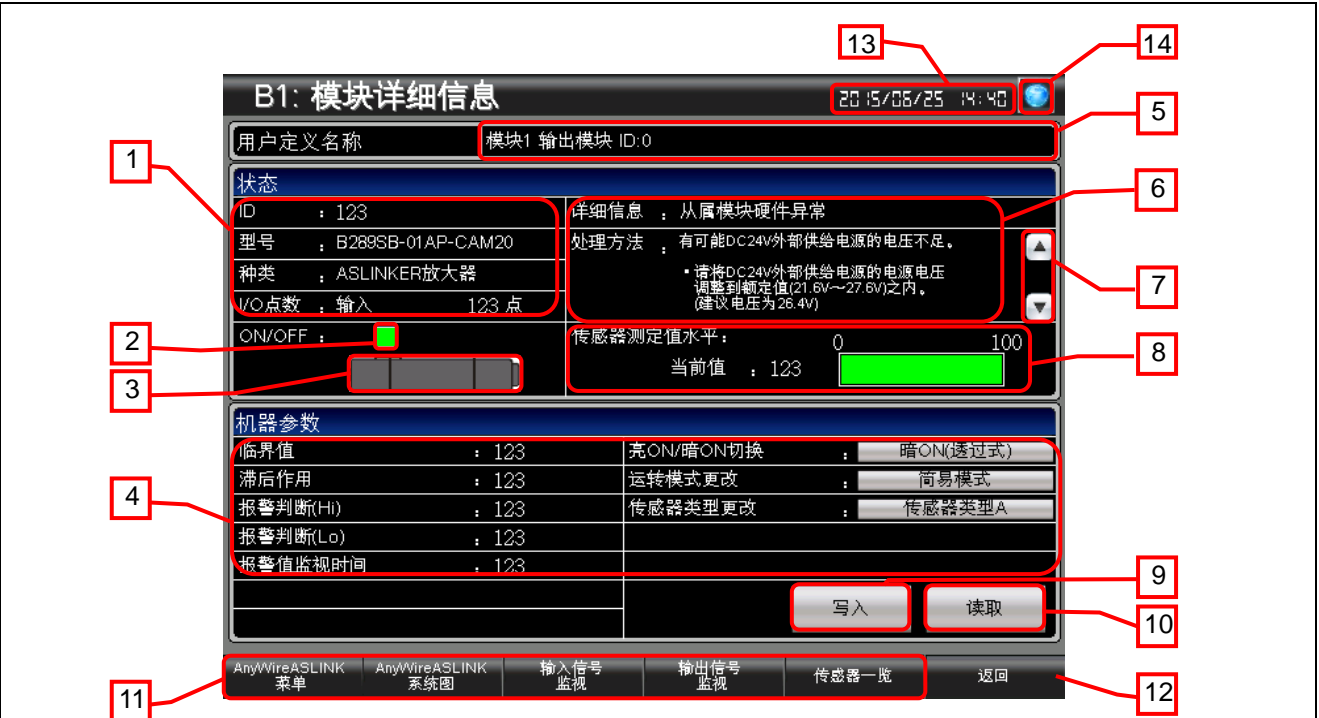 13
14
B1: 模块详细信息
2015/06/25 14:40
5
用户定义名称
模块1 输出模块 ID:0
1
状态
6
ID : 123
详细信息 : 从属模块硬件异常
型号 : B289SB-01AP-CAM20
处理方法 : 有可能DC24V外部供给电源的电压不足。
种类 : ASLINKER放大器
・请将DC24V外部供给电源的电源电压
调整到额定值(21.6V～27.6V)之内。
(建议电压为26.4V)
7
I/O点数 : 输入 123 点
2
ON/OFF :
传感器测定值水平:
0 100
8
当前值 : 123
3
机器参数
临界值 : 123
亮ON/暗ON切换 : 暗ON(透过式)
滞后作用 : 123
运转模式更改 : 简易模式
4
报警判断(Hi) : 123
传感器类型更改 : 传感器类型A
报警判断(Lo) : 123
报警值监视时间 : 123
9
写入
读取
10
AnyWireASLINK
菜单
AnyWireASLINK
系统图
输入信号
监视
输出信号
监视
传感器一览
返回
11
12